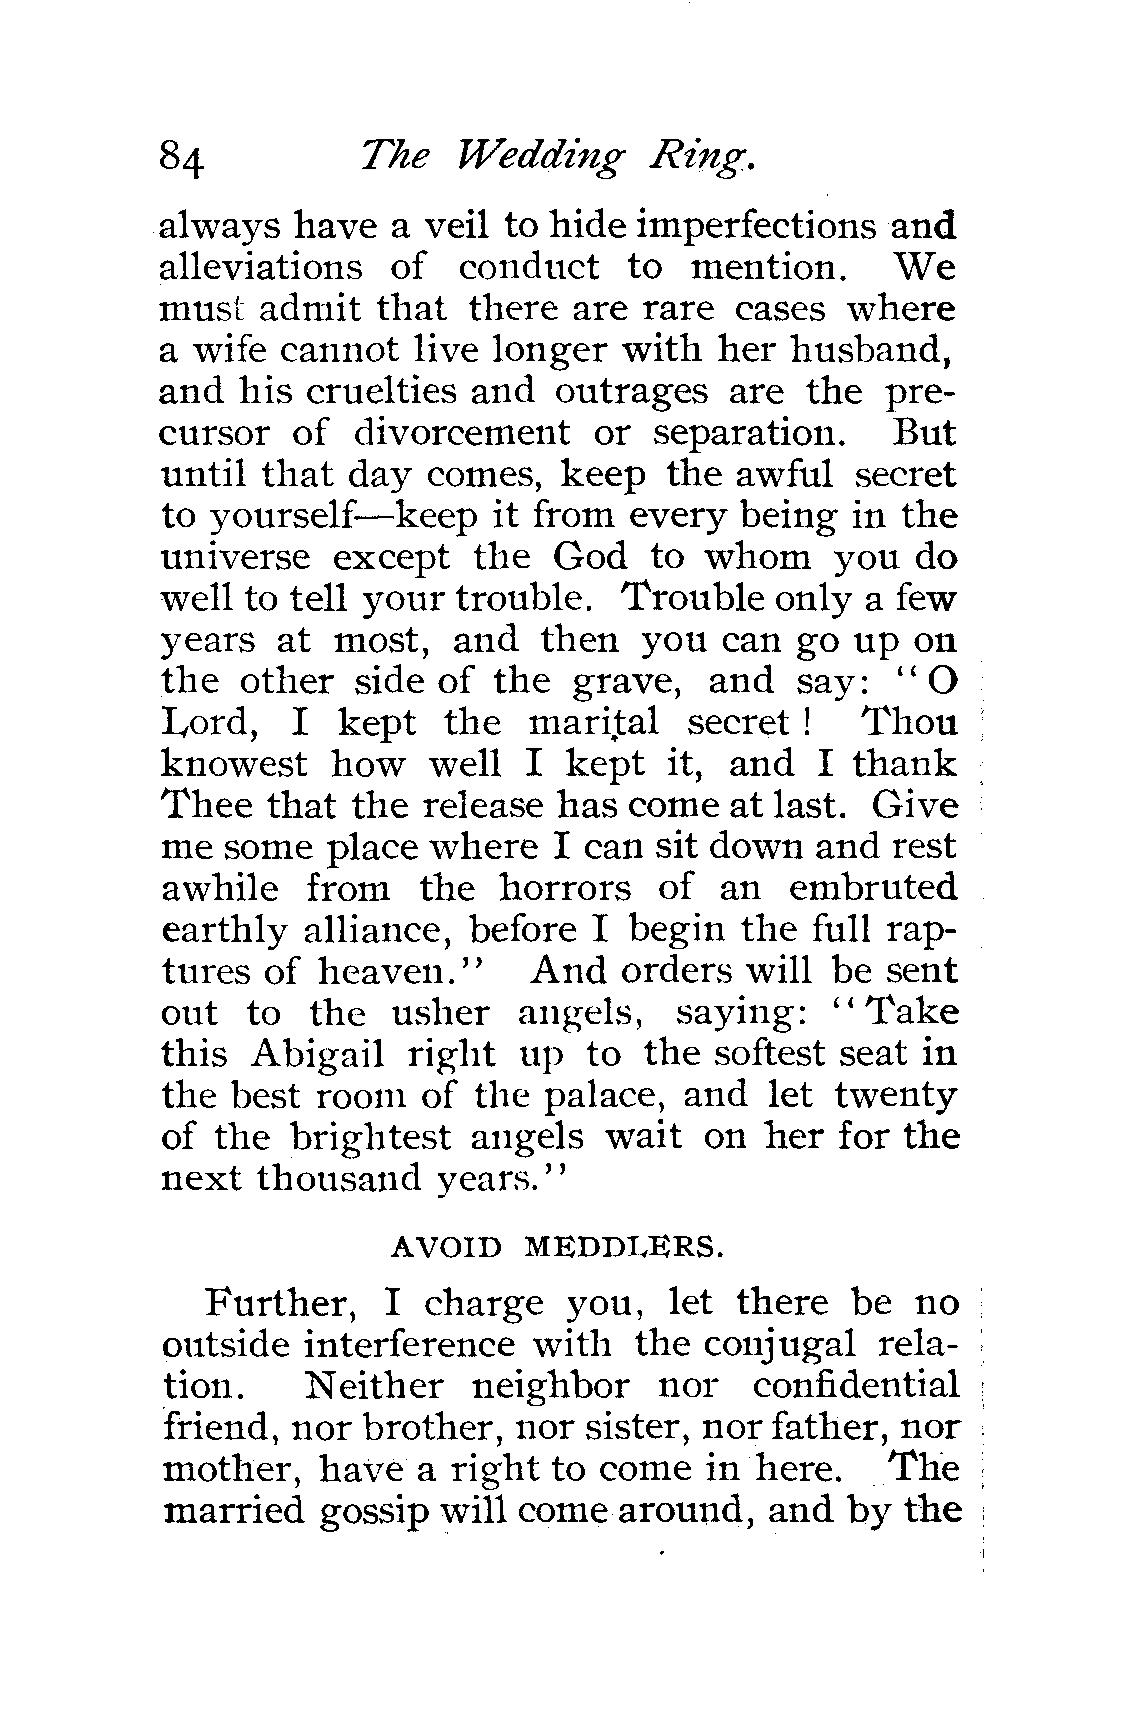 84 The Wedding Ring.
always have a veil to hide imperfections and
alleviations of conduct to mention. We
must admit that there are rare cases where
a wife cannot live longer with her husband,
and his cruelties and outrages are the pre-
cursor of divorcement or separation. But
until that day comes, keep the awful secret
to yourself—keep it from every being in the
universe except the God to whom you do
well to tell your trouble. Trouble only a few
years at most, and then you can go up on
the other side of the grave, and say: "O
Lord, I kept the marital secret! Thou
knowest how well I kept it, and I thank
Thee that the release has come at last. Give
me some place where I can sit down and rest
awhile from the horrors of an embruted
earthly alliance, before I begin the full rap-
tures of heaven." And orders will be sent
out to the usher angels, saying: "Take
this Abigail right up to the softest seat in
the best room of the palace, and let twenty
of the brightest angels wait on her for the
next thousand years."
AVOID MEDDLERS.
Further, I charge you, let there be no
outside interference with the conjugal rela-
tion. Neither neighbor nor confidential
friend, nor brother, nor sister, nor father, nor
mother, have a right to come in here. The
married gossip will come around, and by the